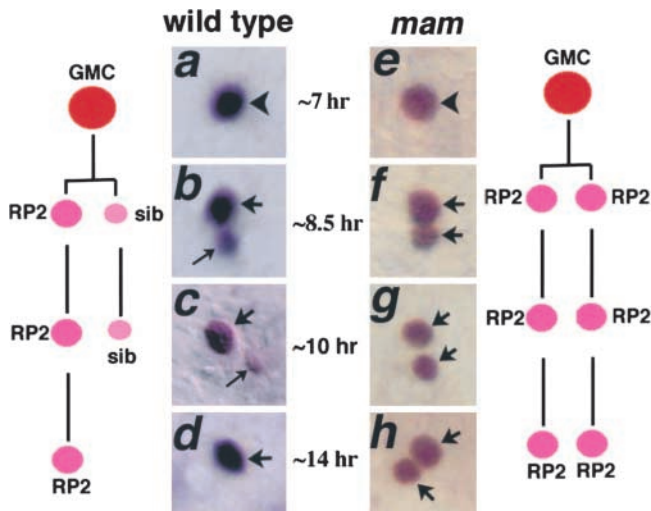 wild type mam
GMC a e GMC
~7 hr
b f
RP2 sib ~8.5 hr RP2 RP2
c g
RP2 sib ~10 hr RP2 RP2
d h
RP2 ~14 hr RP2 RP2